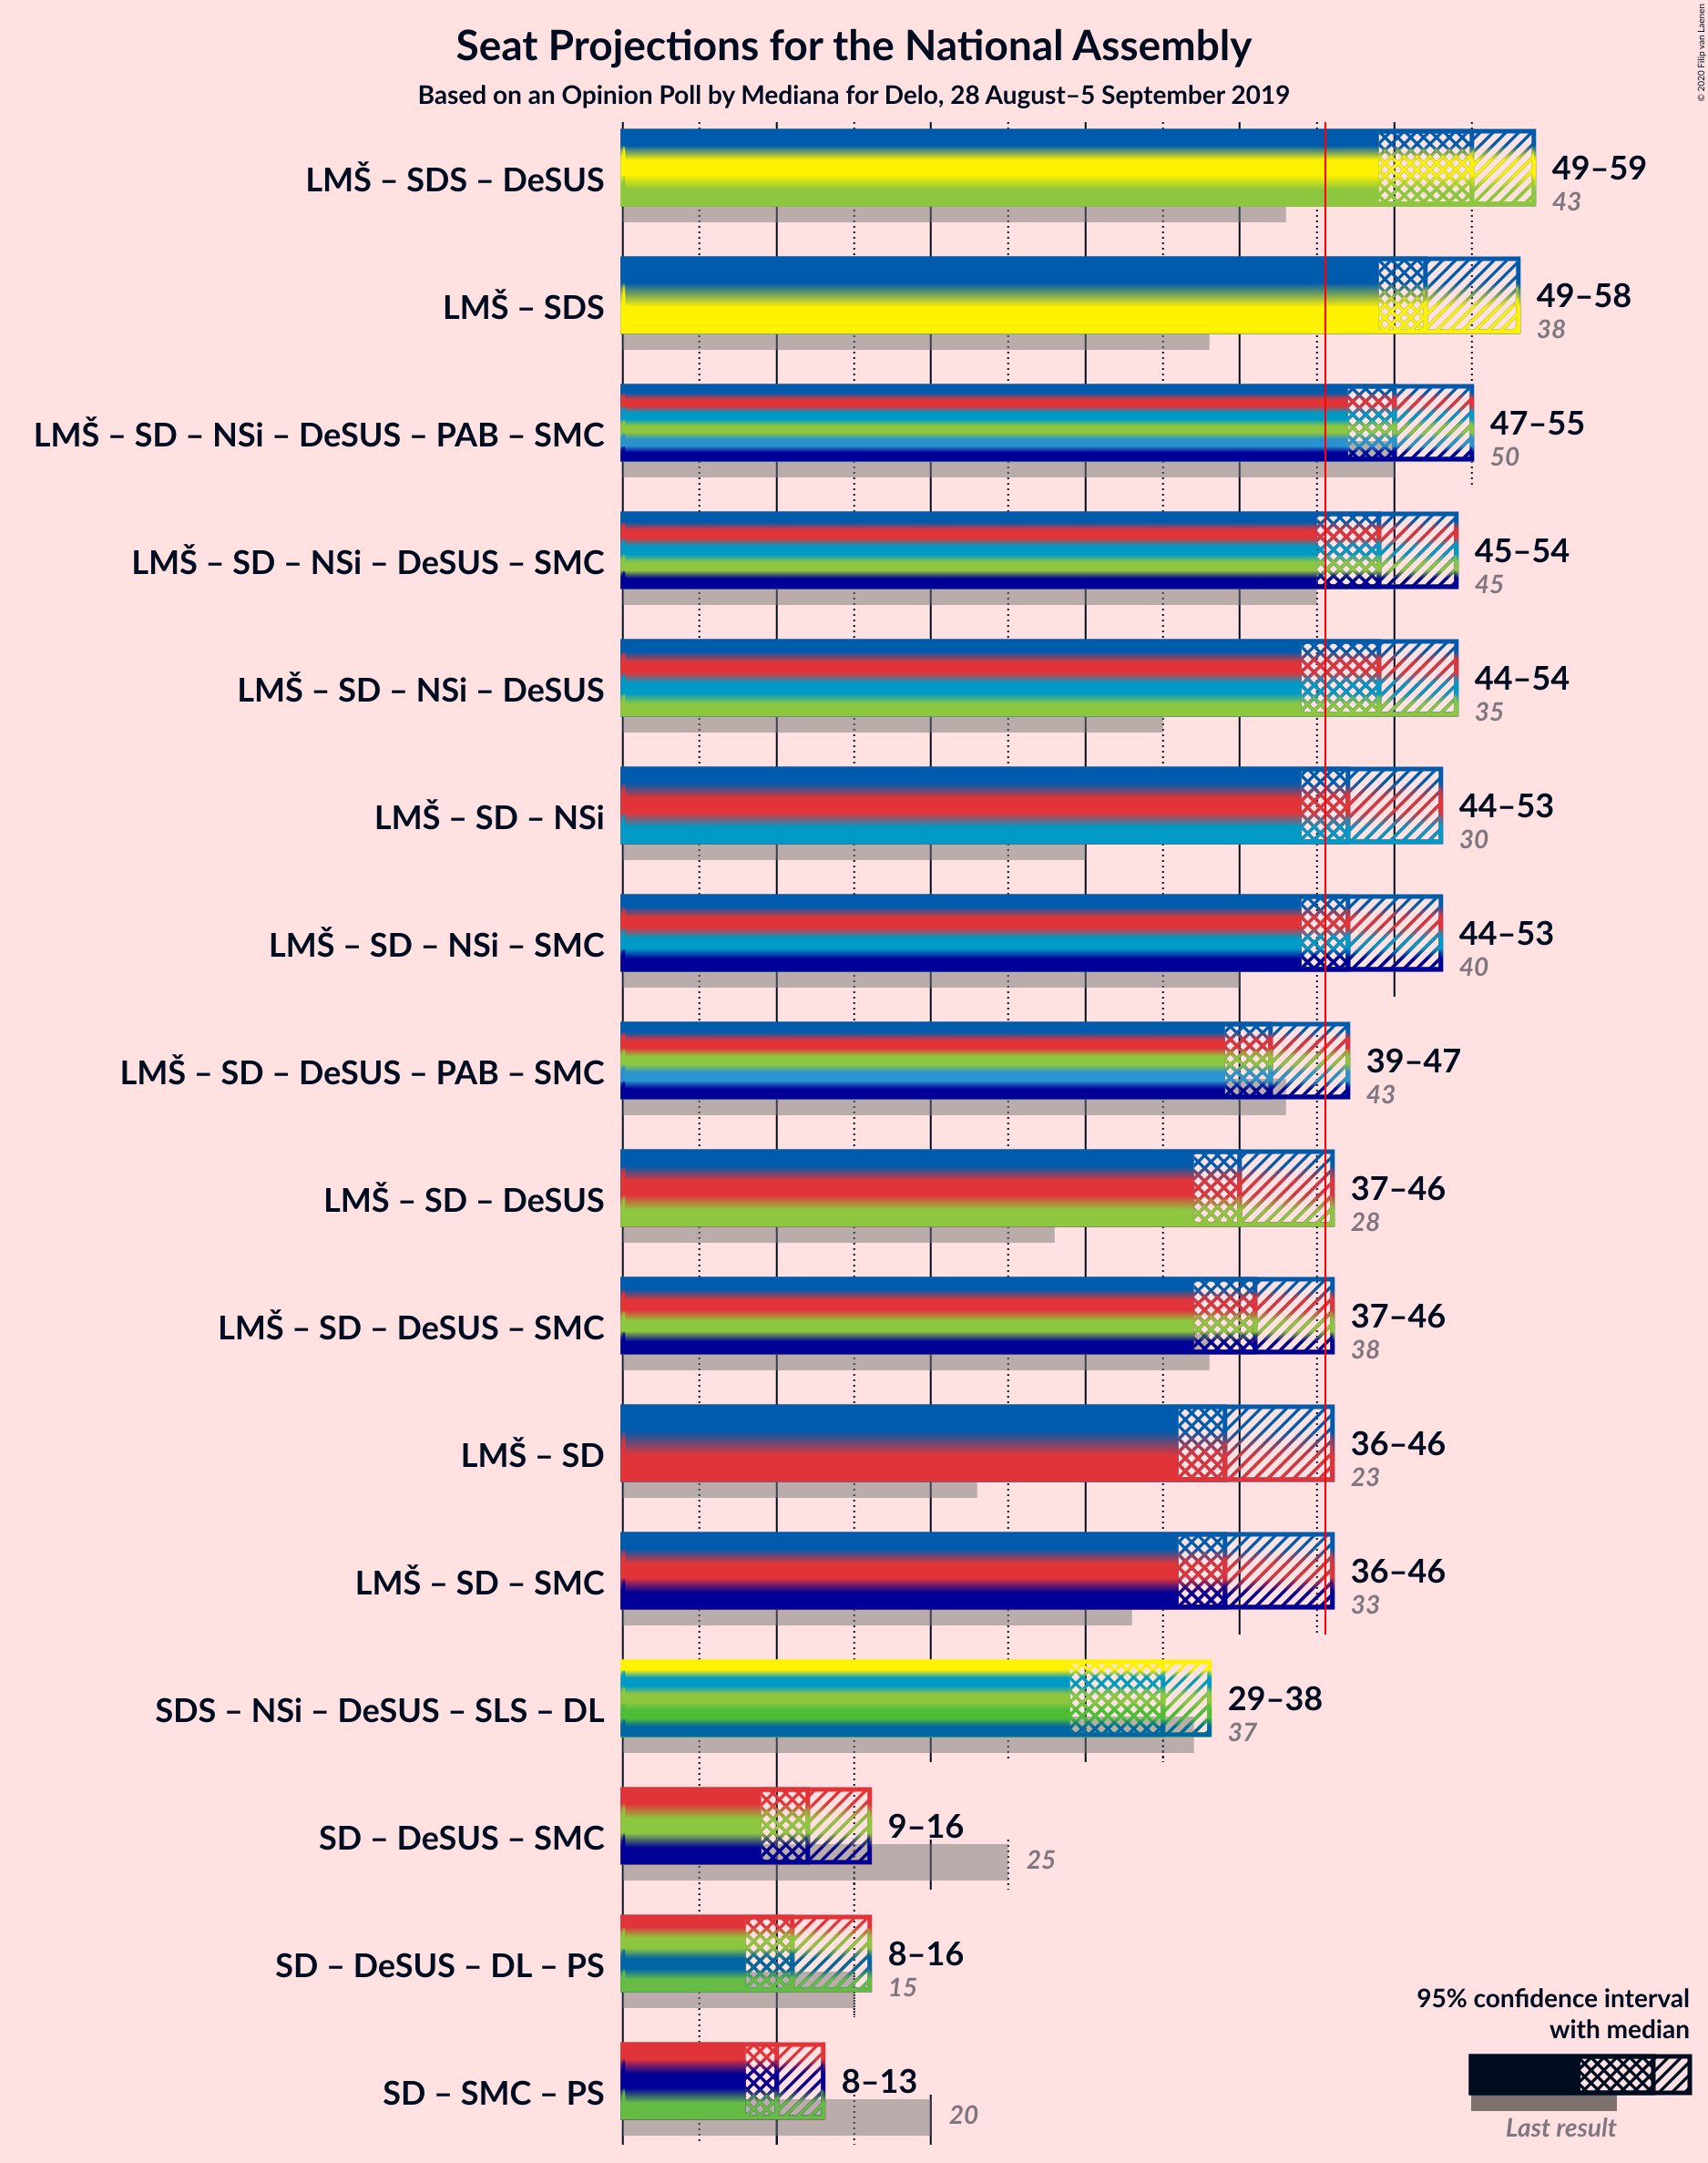 Seat Projections for the National Assembly
Based on an Opinion Poll by Mediana for Delo, 28 August–5 September 2019
© 2020 Filip van Laenen
LMŠ – SDS – DeSUS
49–59
43
LMŠ – SDS
49–58
38
LMŠ – SD – NSi – DeSUS – PAB – SMC
47–55
50
LMŠ – SD – NSi – DeSUS – SMC
45–54
45
LMŠ – SD – NSi – DeSUS
44–54
35
LMŠ – SD – NSi
44–53
30
LMŠ – SD – NSi – SMC
44–53
40
LMŠ – SD – DeSUS – PAB – SMC
39–47
43
LMŠ – SD – DeSUS
37–46
28
LMŠ – SD – DeSUS – SMC
37–46
38
LMŠ – SD
36–46
23
LMŠ – SD – SMC
36–46
33
SDS – NSi – DeSUS – SLS – DL
29–38
37
SD – DeSUS – SMC
9–16
25
SD – DeSUS – DL – PS
8–16
15
SD – SMC – PS
8–13
20
95% confidence interval
with median
Last result